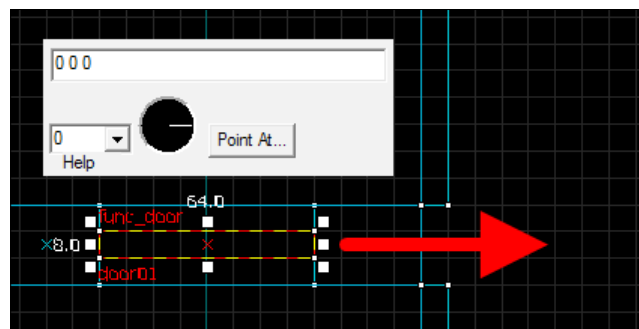 0 0 0
0
Point At...
Help
64.0
func_door
8.0
door01